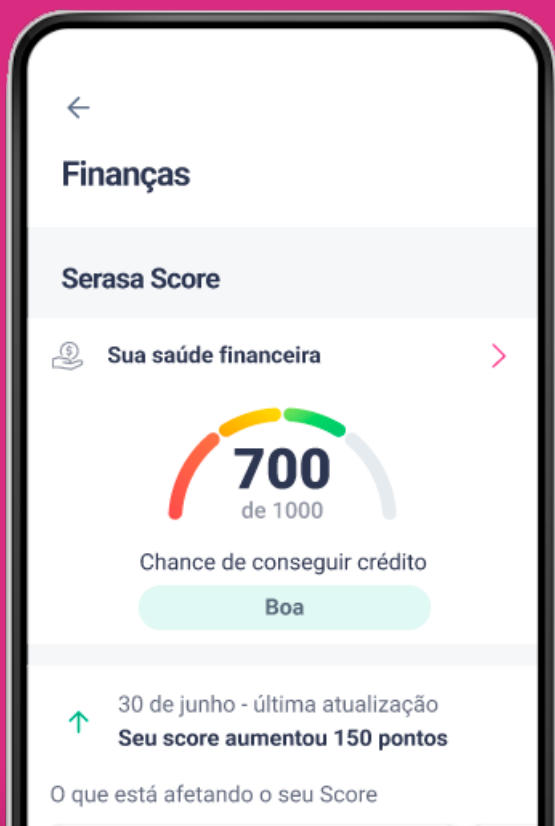 Finanças
Serasa Score
Sua saúde financeira
700
de 1000
Chance de conseguir crédito
Boa
30 de junho - última atualização
Seu score aumentou 150 pontos
O que está afetando o seu Score